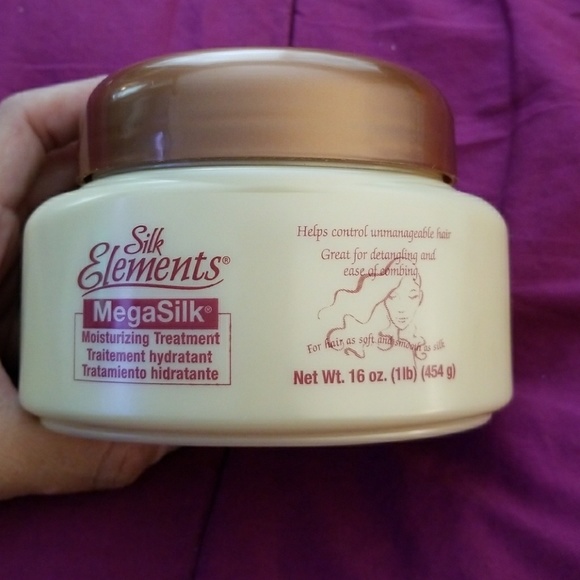 Silk
Elements®
MegaSilk®
Moisturizing Treatment
Traitement hydratant
Tratamiento hidratante
Helps control unmanageable hair
Great for detangling and
ease of combing
For hair as soft and smooth as silk
Net Wt. 16 oz. (1lb) (454 g)